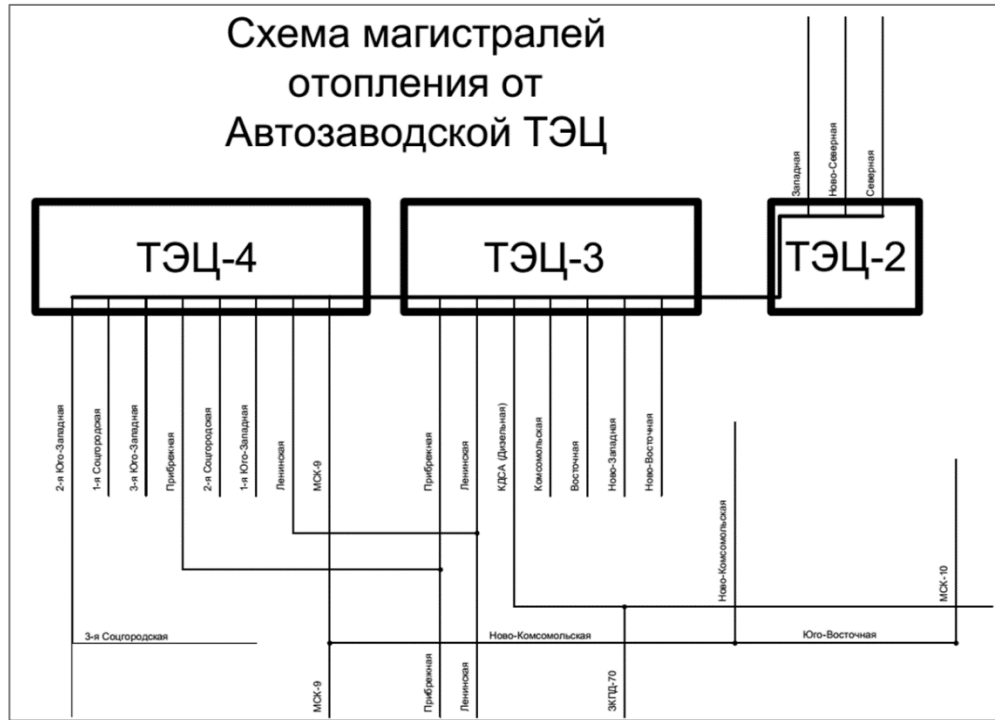 Схема магистралей
отопления от
Автозаводской ТЭЦ
Западная
Ново-Северная
Северная
ТЭЦ-4
ТЭЦ-3
ТЭЦ-2
2-я Юго-Западная
1-я Соцгородская
3-я Юго-Западная
Прибрежная
2-я Соцгородская
1-я Юго-Западная
Ленинская
МСК-9
Прибрежная
Ленинская
КДСА (Дизельная)
Комсомольская
Восточная
Ново-Западная
Ново-Восточная
Ново-Комсомольская
МСК-10
3-я Соцгородская
Ново-Комсомольская
Юго-Восточная
МСК-9
Прибрежная
Ленинская
ЗКПД-70